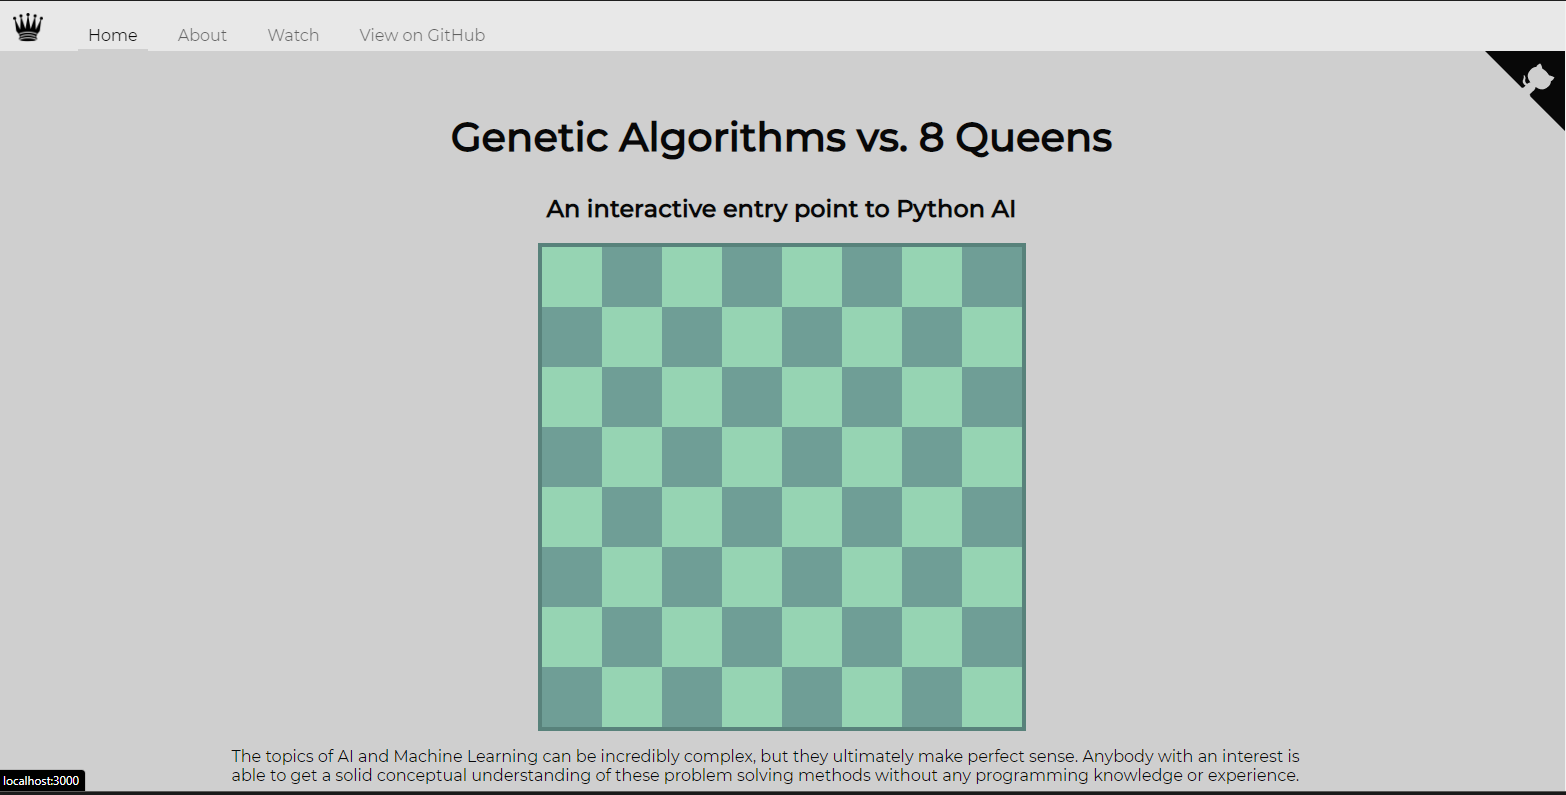 Home About Watch View on GitHub
Genetic Algorithms vs. 8 Queens
An interactive entry point to Python AI
The topics of AI and Machine Learning can be incredibly complex, but they ultimately make perfect sense. Anybody with an interest is
able to get a solid conceptual understanding of these problem solving methods without any programming knowledge or experience.
localhost:3000